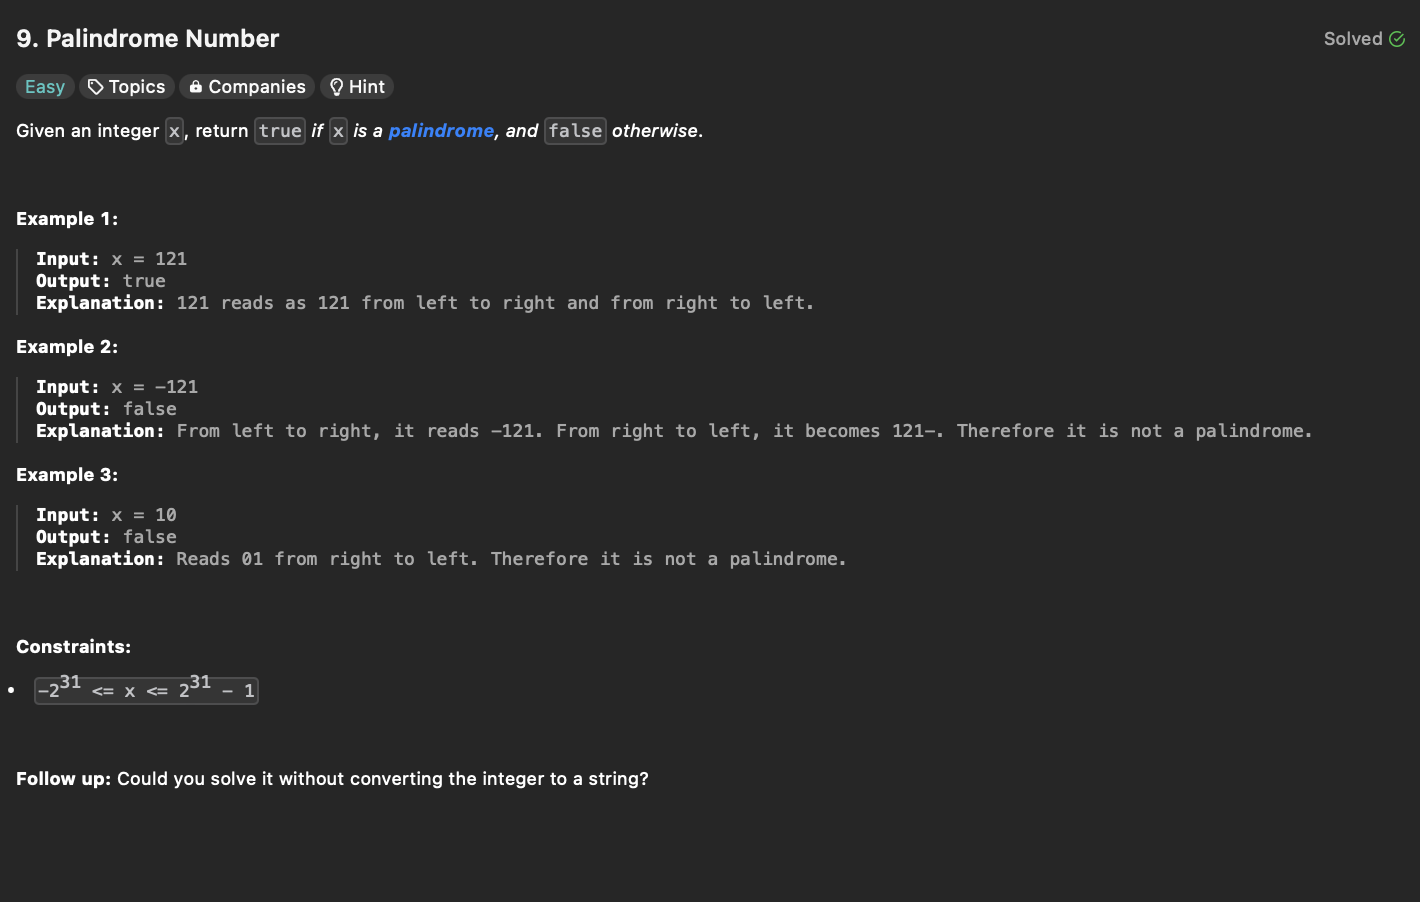 9. Palindrome Number
Solved
Easy Topics Companies Hint
Given an integer x, return true if x is a palindrome, and false otherwise.
Example 1:
Input: x = 121
Output: true
Explanation: 121 reads as 121 from left to right and from right to left.
Example 2:
Input: x = -121
Output: false
Explanation: From left to right, it reads -121. From right to left, it becomes 121-. Therefore it is not a palindrome.
Example 3:
Input: x = 10
Output: false
Explanation: Reads 01 from right to left. Therefore it is not a palindrome.
Constraints:
• -2³¹ <= x <= 2³¹ - 1
Follow up: Could you solve it without converting the integer to a string?